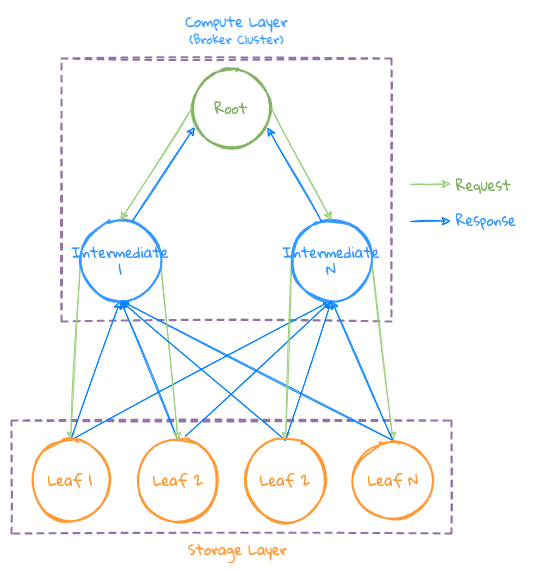 Compute Layer
(Broker Cluster)
Root
Request
Response
Intermediate
1
Intermediate
N
Leaf 1
Leaf 2
Leaf 2
Leaf N
Storage Layer